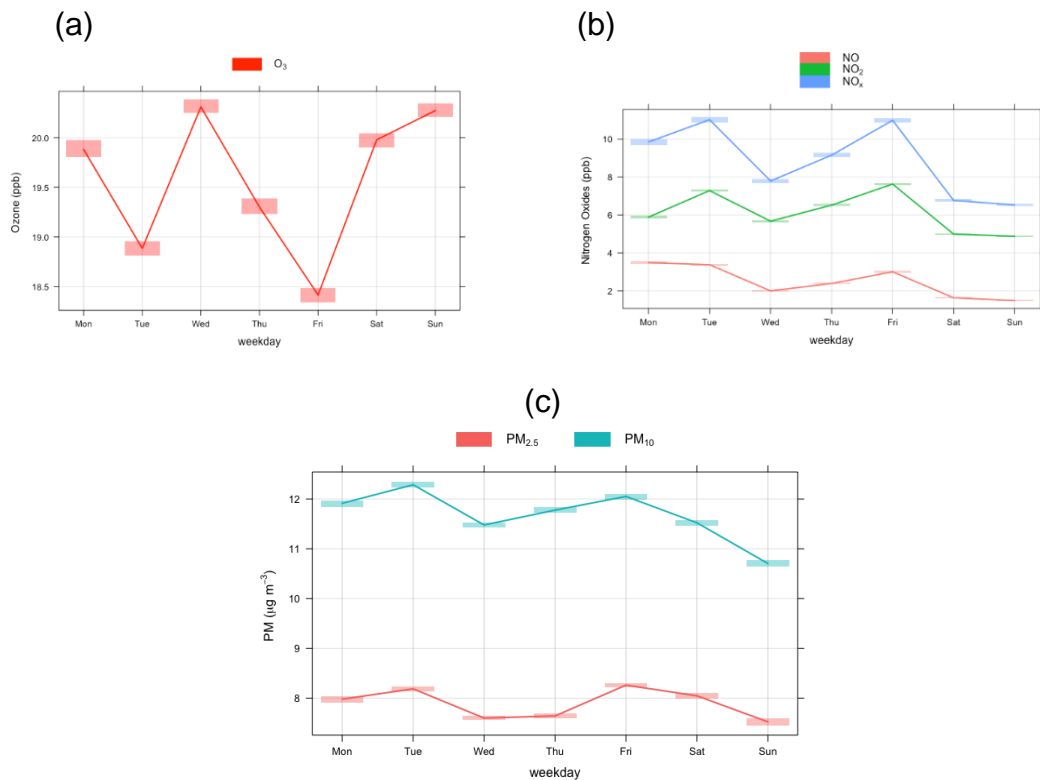 (a)
O₃
Ozone (ppb)
20.0
19.5
19.0
18.5
Mon Tue Wed Thu Fri Sat Sun
weekday
(b)
NO
NO₂
NOₓ
Nitrogen Oxides (ppb)
10
8
6
4
2
Mon Tue Wed Thu Fri Sat Sun
weekday
(c)
PM₂.₅ PM₁₀
PM (µg m⁻³)
12
11
10
9
8
Mon Tue Wed Thu Fri Sat Sun
weekday